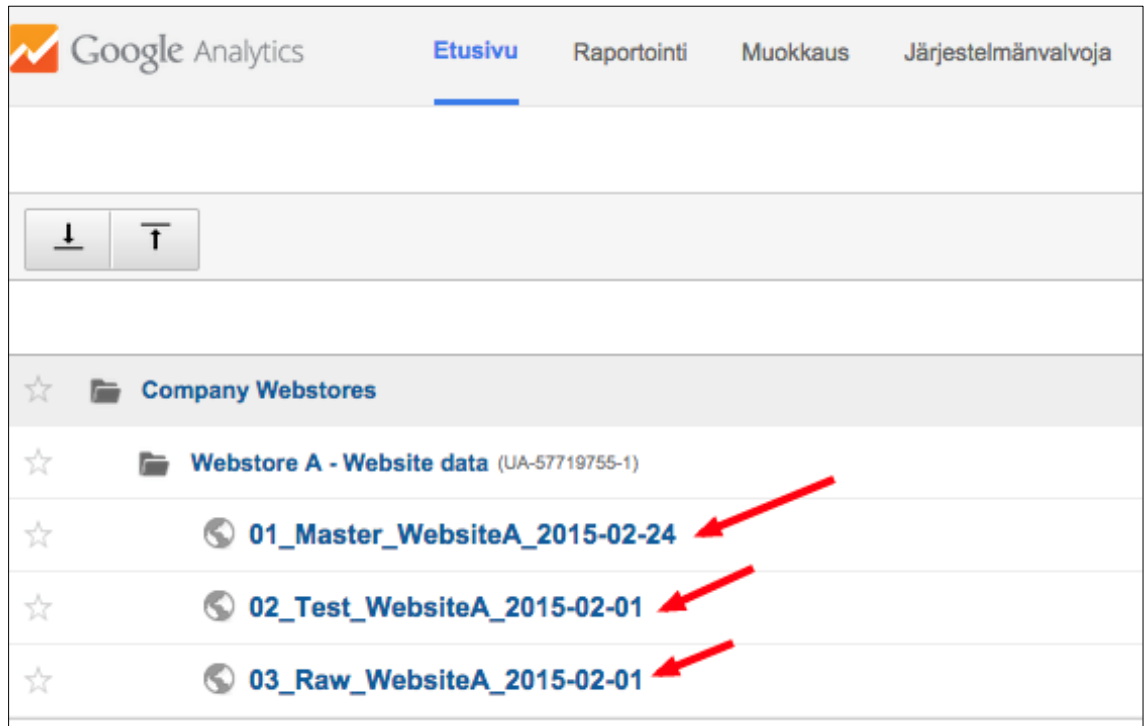 Google Analytics Etusivu Raportointi Muokkaus Järjestelmänvalvoja
Company Webstores
Webstore A - Website data (UA-57719755-1)
01_Master_WebsiteA_2015-02-24
02_Test_WebsiteA_2015-02-01
03_Raw_WebsiteA_2015-02-01